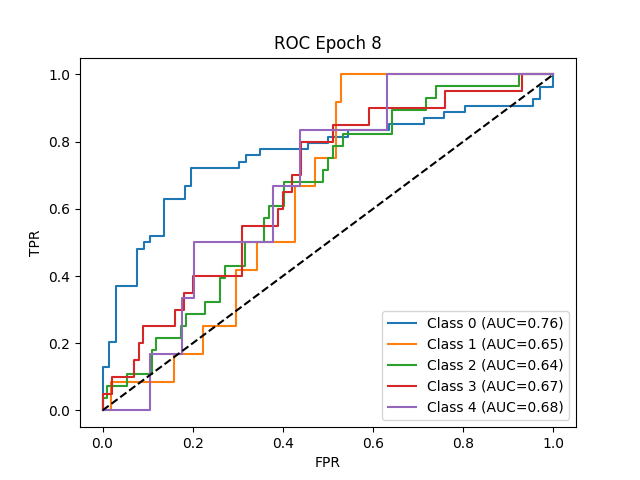 ROC Epoch 8
TPR
1.0
0.8
0.6
0.4
0.2
0.0
Class 0 (AUC=0.76)
Class 1 (AUC=0.65)
Class 2 (AUC=0.64)
Class 3 (AUC=0.67)
Class 4 (AUC=0.68)
0.0 0.2 0.4 0.6 0.8 1.0
FPR